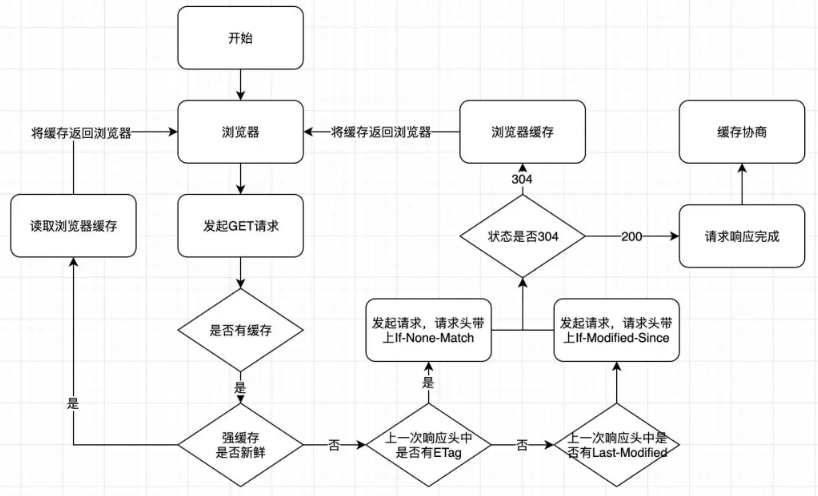 开始
将缓存返回浏览器
浏览器
将缓存返回浏览器
浏览器缓存
缓存协商
304
读取浏览器缓存
发起GET请求
状态是否304
200
请求响应完成
是否有缓存
发起请求，请求头带
上If-None-Match
发起请求，请求头带
上If-Modified-Since
是
是
是
强缓存
是否新鲜
否
上一次响应头中
是否有ETag
否
上一次响应头中是
否有Last-Modified